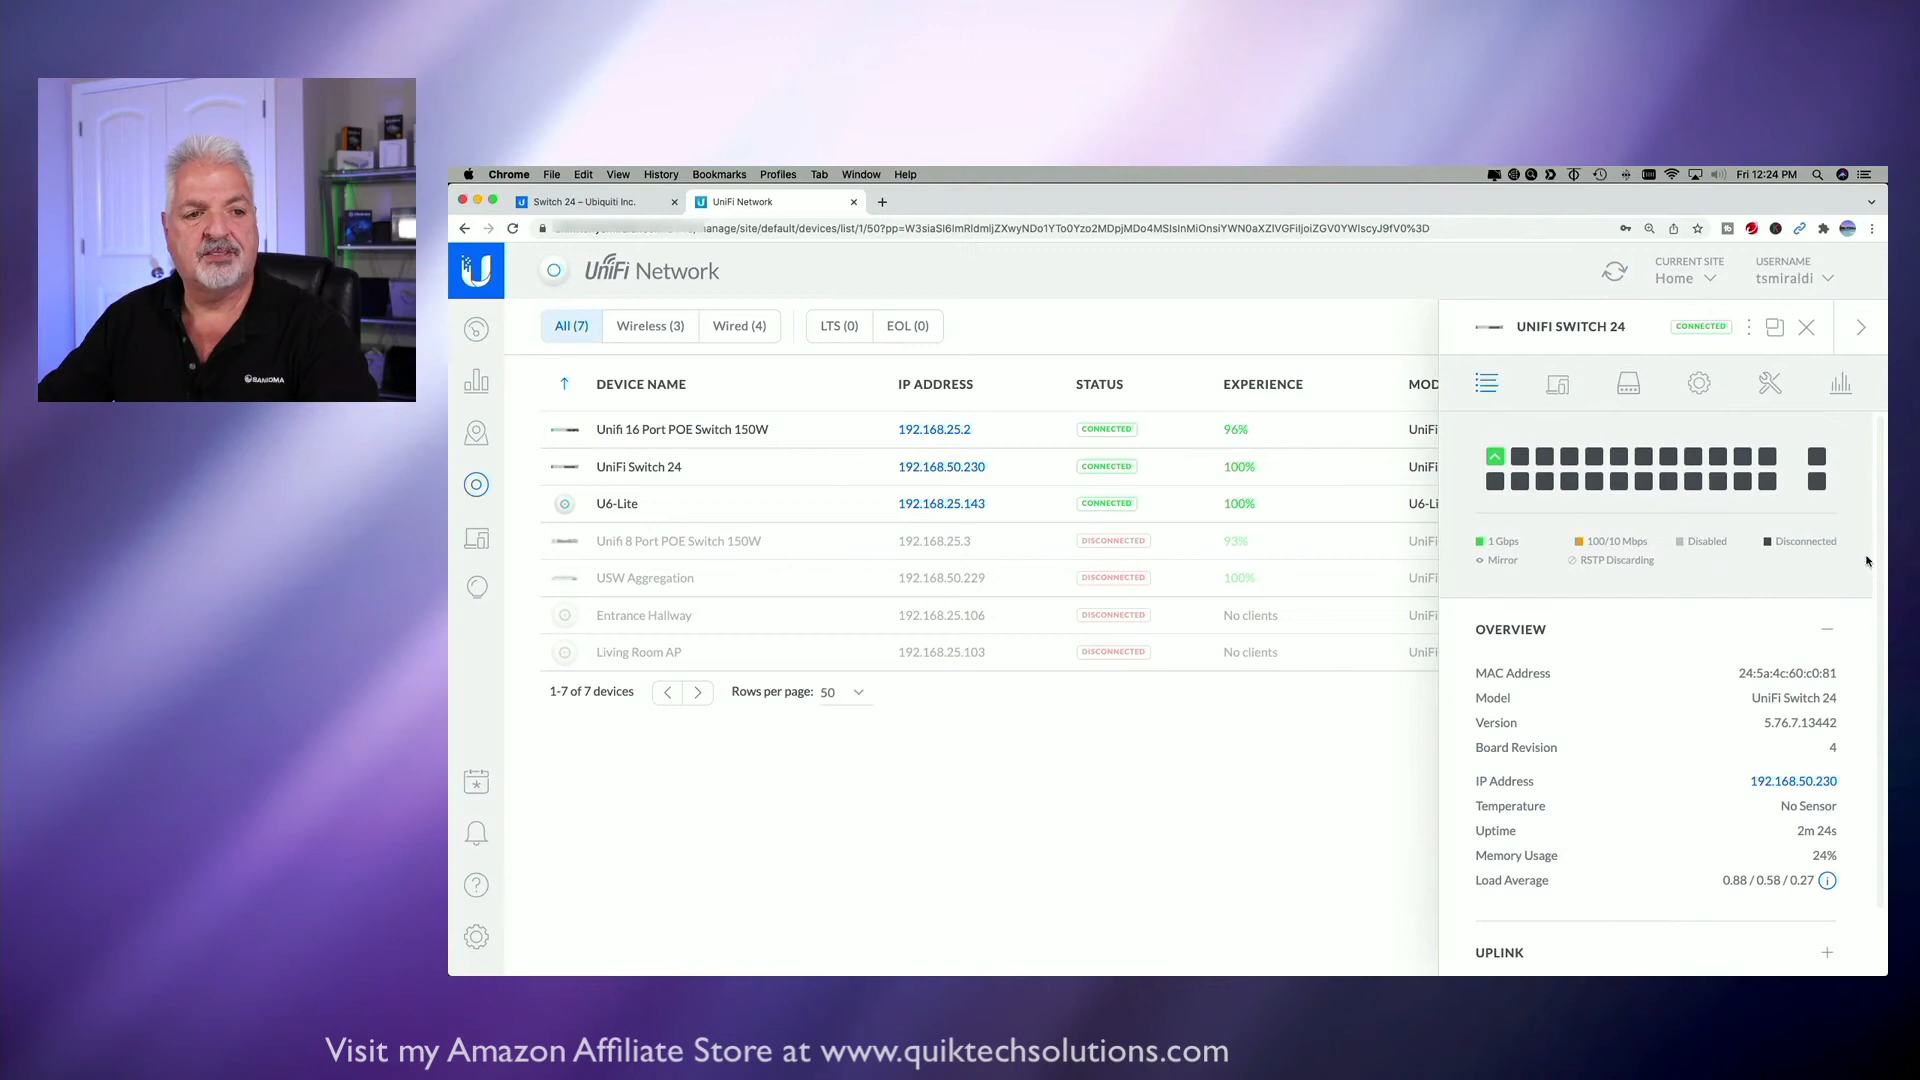 SANIOMA
Chrome File Edit View History Bookmarks Profiles Tab Window Help
Fri 12:24 PM
Switch 24 – Ubiquiti Inc.
UniFi Network
UniFi Network
CURRENT SITE
Home
USERNAME
tsmiraldi
All (7) Wireless (3) Wired (4) LTS (0) EOL (0)
DEVICE NAME IP ADDRESS STATUS EXPERIENCE MOD
Unifi 16 Port POE Switch 150W 192.168.25.2 CONNECTED 96% UniFi
UniFi Switch 24 192.168.50.230 CONNECTED 100% UniFi
U6-Lite 192.168.25.143 CONNECTED 100% U6-Li
Unifi 8 Port POE Switch 150W 192.168.25.3 DISCONNECTED 93% UniFi
USW Aggregation 192.168.50.229 DISCONNECTED 100% UniFi
Entrance Hallway 192.168.25.106 DISCONNECTED No clients UniFi
Living Room AP 192.168.25.103 DISCONNECTED No clients UniFi
1-7 of 7 devices Rows per page: 50
UNIFI SWITCH 24 CONNECTED
1 Gbps 100/10 Mbps Disabled Disconnected
Mirror RSTP Discarding
OVERVIEW
MAC Address 24:5a:4c:60:c0:81
Model UniFi Switch 24
Version 5.76.7.13442
Board Revision 4
IP Address 192.168.50.230
Temperature No Sensor
Uptime 2m 24s
Memory Usage 24%
Load Average 0.88 / 0.58 / 0.27
UPLINK
Visit my Amazon Affiliate Store at www.quiktechsolutions.com